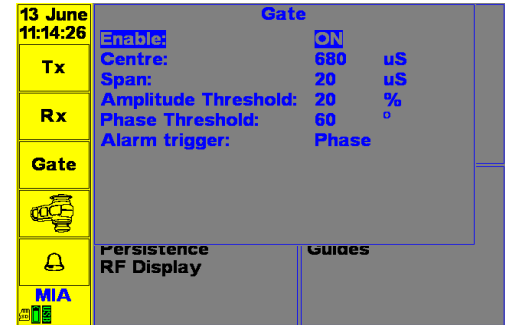 13 June
11:14:26
Tx
Rx
Gate
MIA
Gate
Enable: ON
Centre: 680 uS
Span: 20 uS
Amplitude Threshold: 20 %
Phase Threshold: 60 °
Alarm trigger: Phase
Persistence Guides
RF Display